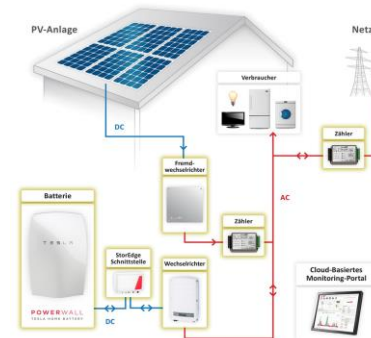 PV-Anlage
Netz
Verbraucher
DC
Zähler
Fremd-
wechselrichter
AC
Batterie
Zähler
StorEdge
Schnittstelle
Wechselrichter
Cloud-Basiertes
Monitoring-Portal
TESLA
POWERWALL
TESLA HOME BATTERY
DC